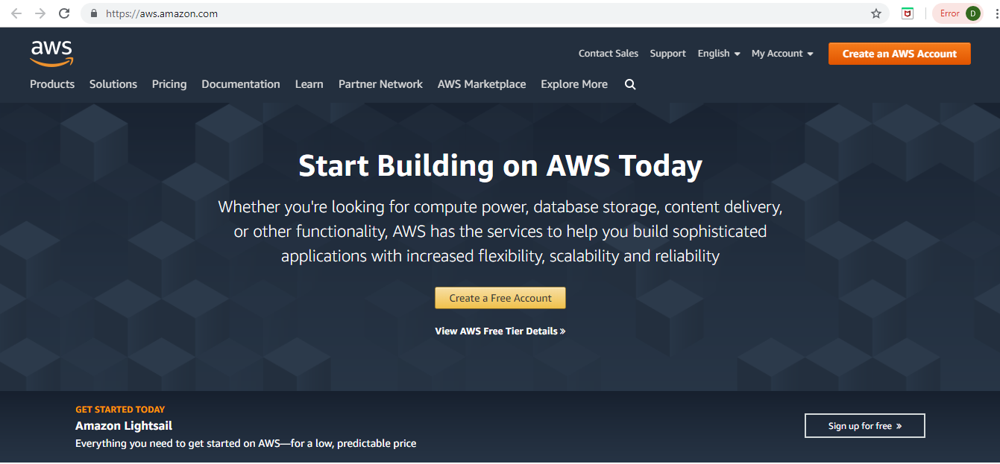 https://aws.amazon.com
Error D
aws
Contact Sales Support English My Account Create an AWS Account
Products Solutions Pricing Documentation Learn Partner Network AWS Marketplace Explore More
Start Building on AWS Today
Whether you're looking for compute power, database storage, content delivery,
or other functionality, AWS has the services to help you build sophisticated
applications with increased flexibility, scalability and reliability
Create a Free Account
View AWS Free Tier Details »
GET STARTED TODAY
Amazon Lightsail
Everything you need to get started on AWS—for a low, predictable price
Sign up for free »